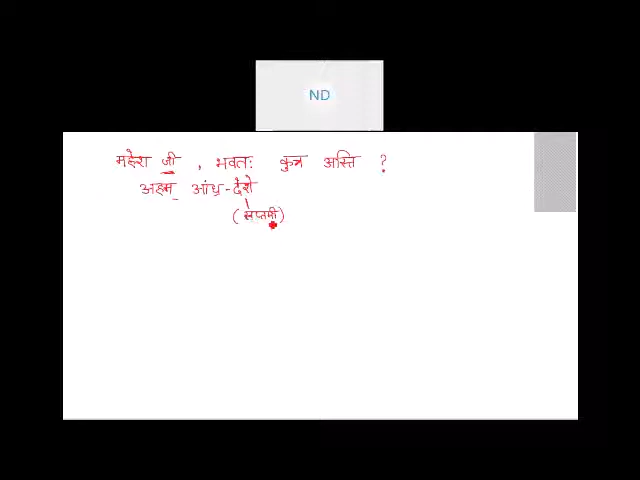 ND
महेश जी , भवतः कुत्र अस्ति ?
अहम् आंध्र-देशे
(सप्तमी)